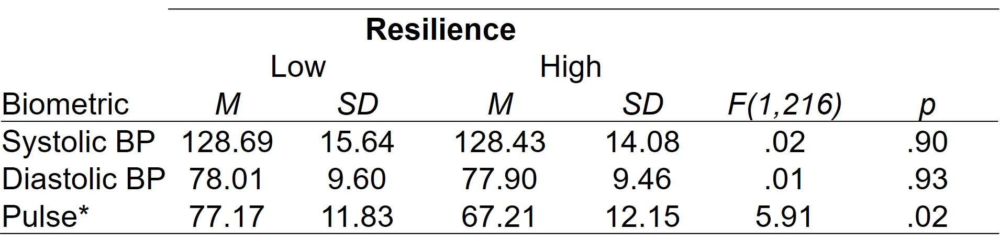 Resilience
Low High
Biometric M SD M SD F(1,216) p
Systolic BP 128.69 15.64 128.43 14.08 .02 .90
Diastolic BP 78.01 9.60 77.90 9.46 .01 .93
Pulse* 77.17 11.83 67.21 12.15 5.91 .02